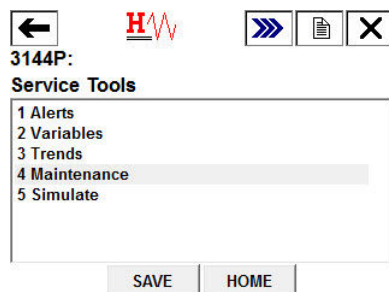 H
3144P:
Service Tools
1 Alerts
2 Variables
3 Trends
4 Maintenance
5 Simulate
SAVE HOME